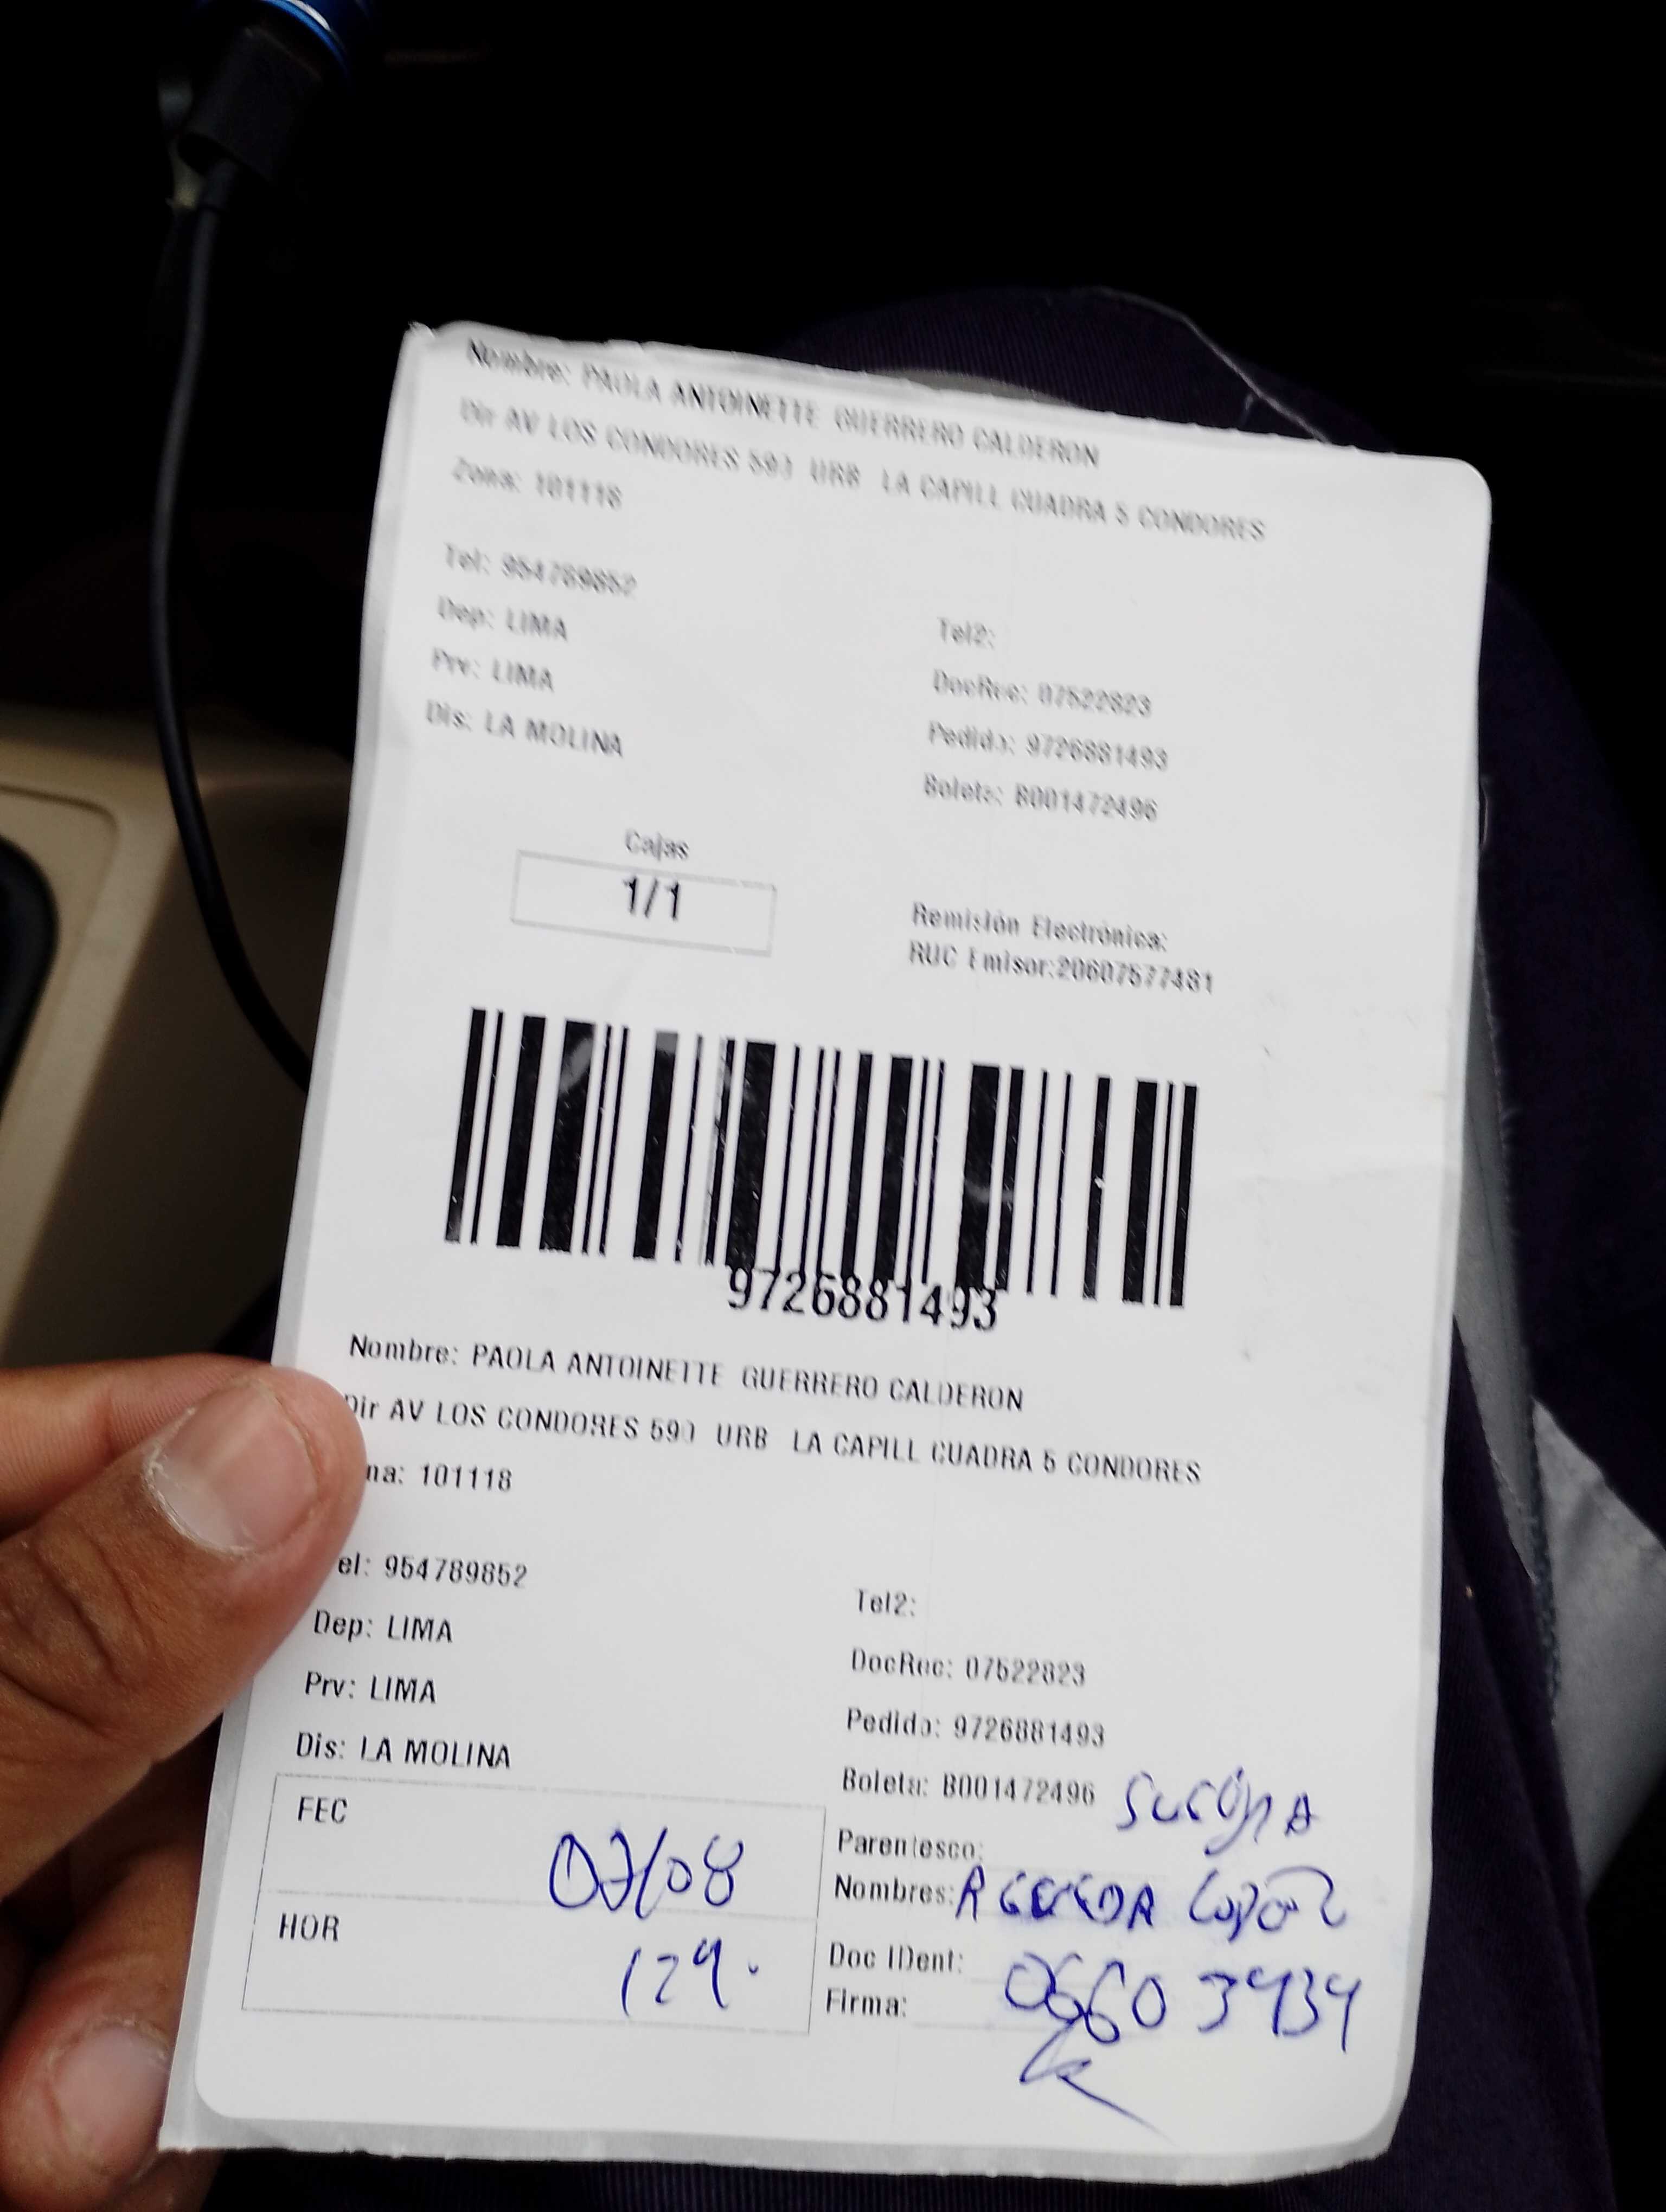 Nombre: PAOLA ANTOINETTE GUERRERO CALDERON
Dir AV LOS CONDORES 590 URB LA CAPILL CUADRA 5 CONDORES
Zona: 101118
Tel: 954789852
Tel2:
Dep: LIMA
DocRec: 07522823
Prv: LIMA
Pedido: 9726881493
Dis: LA MOLINA
Boleta: B001472496
Cajas
1/1
Remisión Electrónica:
RUC Emisor:20607577481
9726881493
Nombre: PAOLA ANTOINETTE GUERRERO CALDERON
Dir AV LOS CONDORES 590 URB LA CAPILL CUADRA 5 CONDORES
na: 101118
el: 954789852
Tel2:
Dep: LIMA
DocRec: 07522823
Prv: LIMA
Pedido: 9726881493
Dis: LA MOLINA
Boleta: B001472496
FEC 07/08
Parentesco:
Nombres:
HOR
Doc IDent: 06603434
Firma: